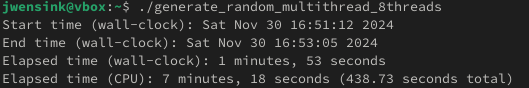 jwensink@vbox:~$ ./generate_random_multithread_8threads
Start time (wall-clock): Sat Nov 30 16:51:12 2024
End time (wall-clock): Sat Nov 30 16:53:05 2024
Elapsed time (wall-clock): 1 minutes, 53 seconds
Elapsed time (CPU): 7 minutes, 18 seconds (438.73 seconds total)